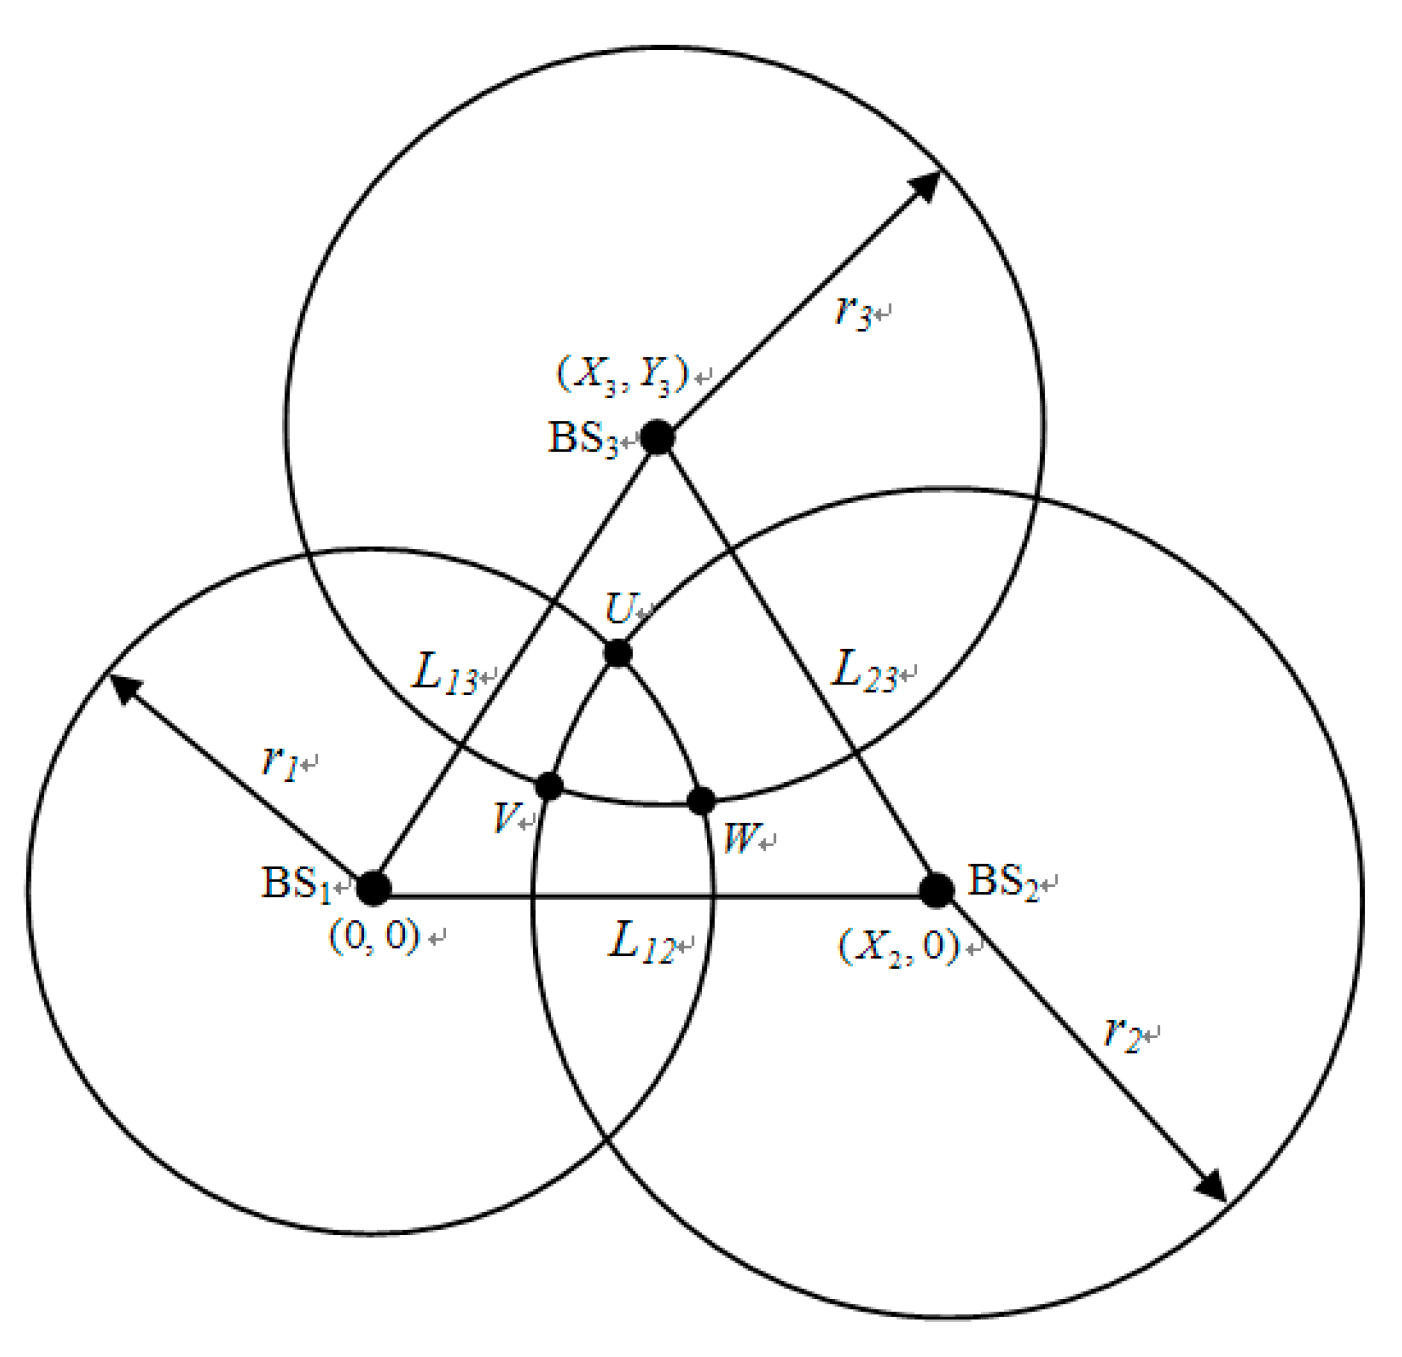 (X₃, Y₃)↵
BS₃↵
r₃↵
U↵
L₁₃↵
L₂₃↵
r₁↵
V↵
W↵
BS₁↵
(0, 0)↵
BS₂↵
L₁₂↵
(X₂, 0)↵
r₂↵